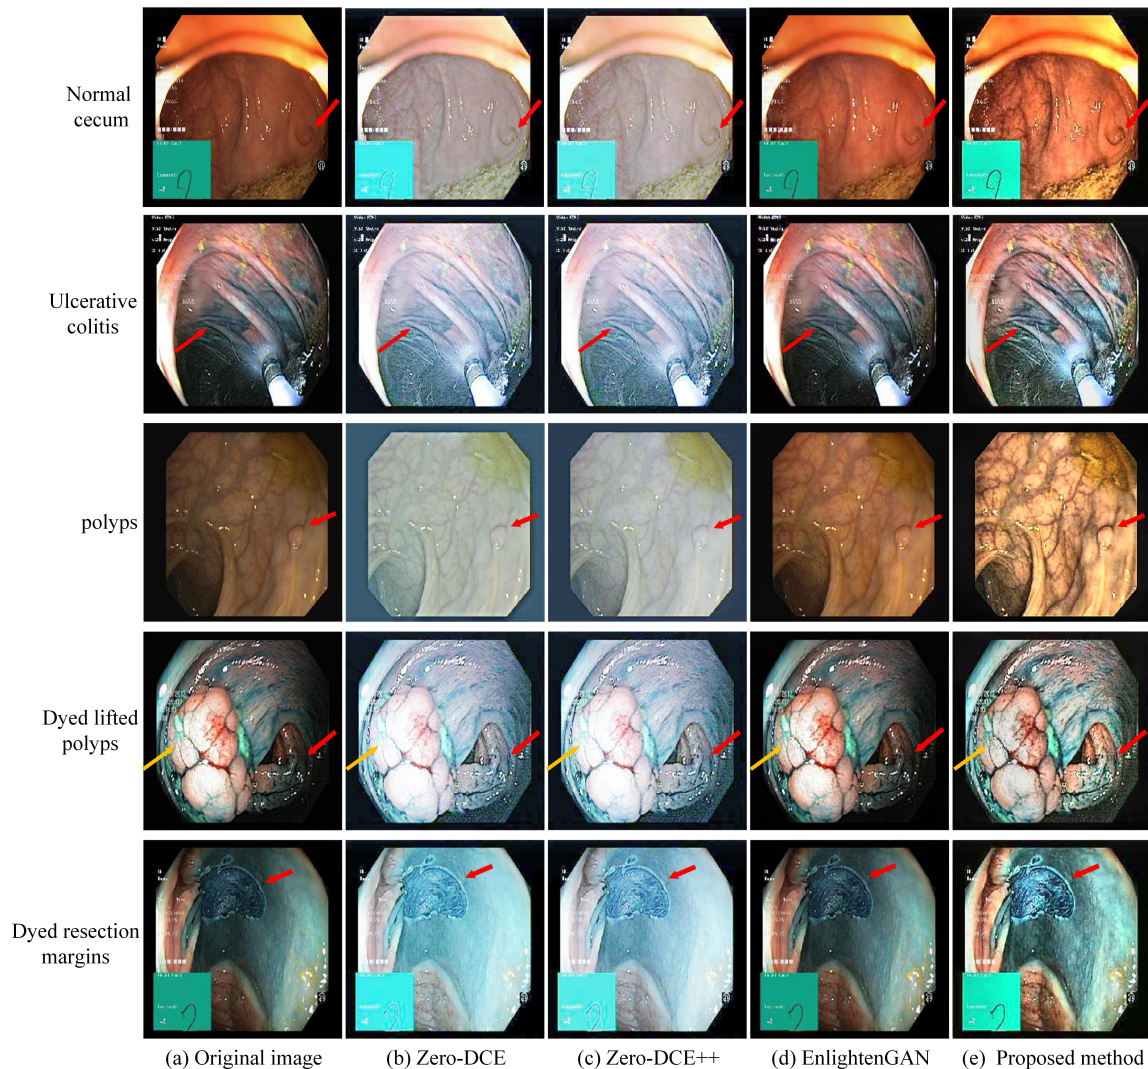 Normal
cecum
Ulcerative
colitis
polyps
Dyed lifted
polyps
Dyed resection
margins
(a) Original image
(b) Zero-DCE
(c) Zero-DCE++
(d) EnlightenGAN
(e) Proposed method